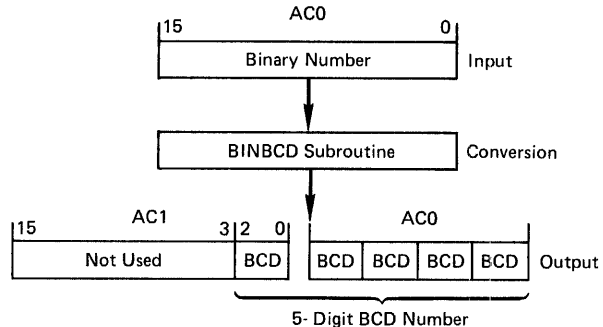 AC0
15 0
Binary Number Input
BINBCD Subroutine Conversion
AC1 AC0
15 3 2 0
Not Used BCD BCD BCD BCD BCD Output
5- Digit BCD Number